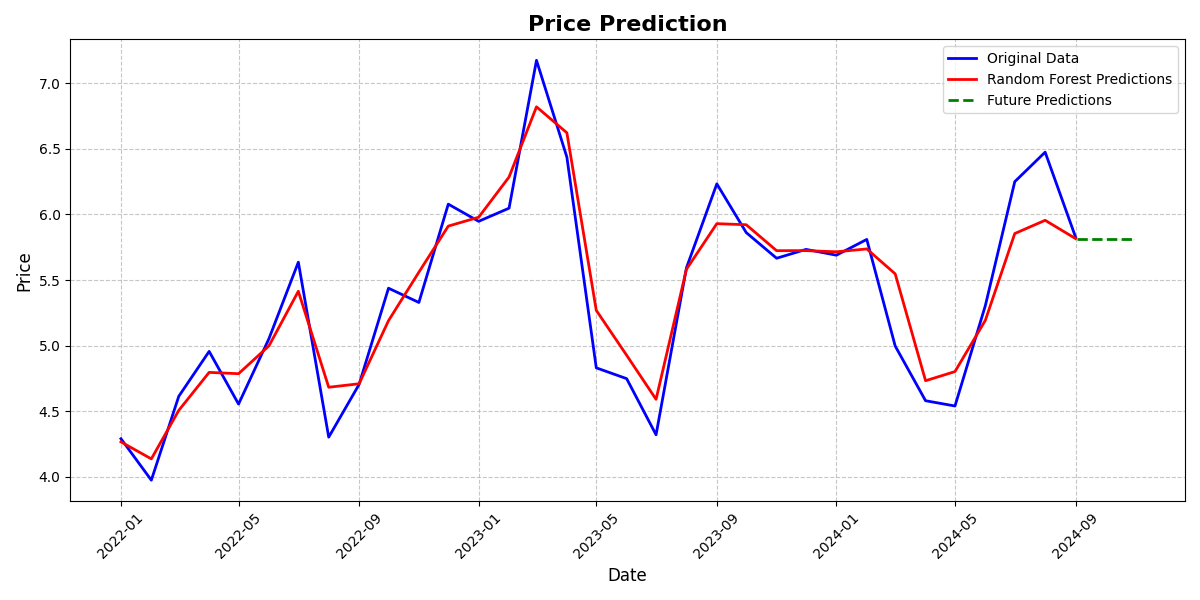 Price Prediction
Original Data
Random Forest Predictions
Future Predictions
Price
7.0
6.5
6.0
5.5
5.0
4.5
4.0
2022-01
2022-05
2022-09
2023-01
2023-05
2023-09
2024-01
2024-05
2024-09
Date